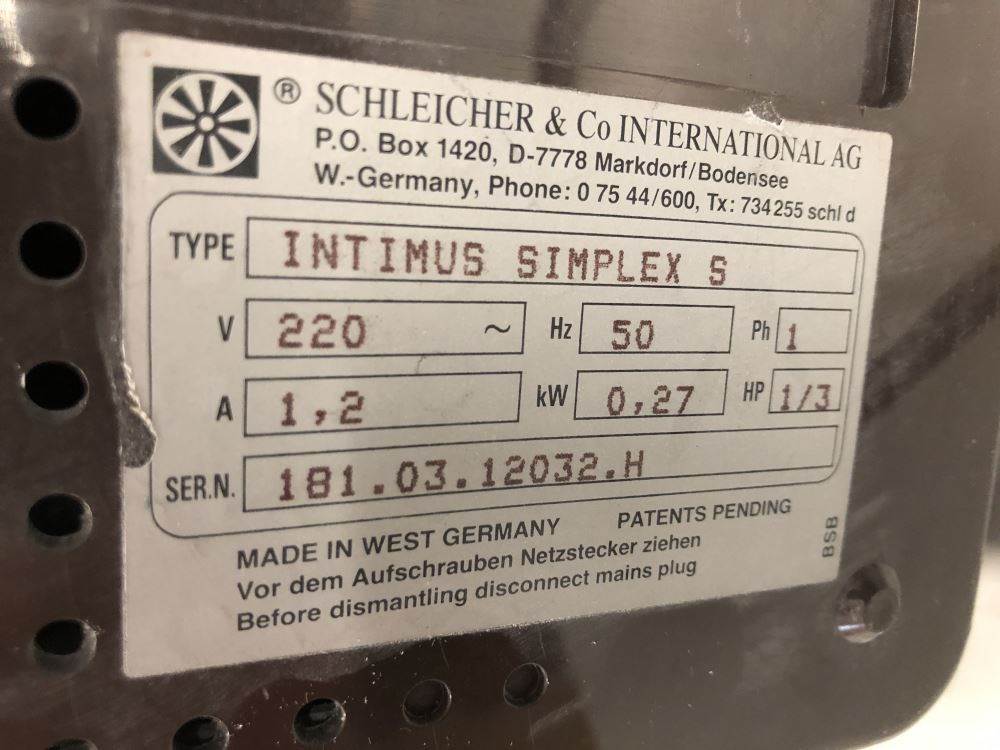 ® SCHLEICHER & Co INTERNATIONAL AG
P.O. Box 1420, D-7778 Markdorf/Bodensee
W.-Germany, Phone: 0 75 44/600, Tx: 734255 schl d
TYPE INTIMUS SIMPLEX S
V 220 ~ Hz 50 Ph 1
A 1,2 kW 0,27 HP 1/3
SER.N. 181.03.12032.H
MADE IN WEST GERMANY PATENTS PENDING
Vor dem Aufschrauben Netzstecker ziehen
Before dismantling disconnect mains plug
BSB